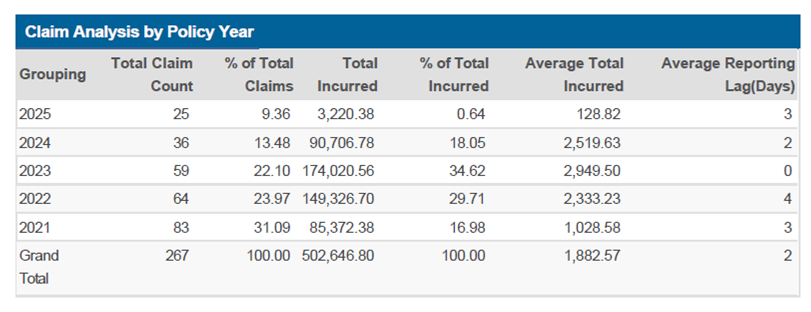 Claim Analysis by Policy Year
Grouping Total Claim Count % of Total Claims Total Incurred % of Total Incurred Average Total Incurred Average Reporting Lag(Days)
2025 25 9.36 3,220.38 0.64 128.82 3
2024 36 13.48 90,706.78 18.05 2,519.63 2
2023 59 22.10 174,020.56 34.62 2,949.50 0
2022 64 23.97 149,326.70 29.71 2,333.23 4
2021 83 31.09 85,372.38 16.98 1,028.58 3
Grand Total 267 100.00 502,646.80 100.00 1,882.57 2